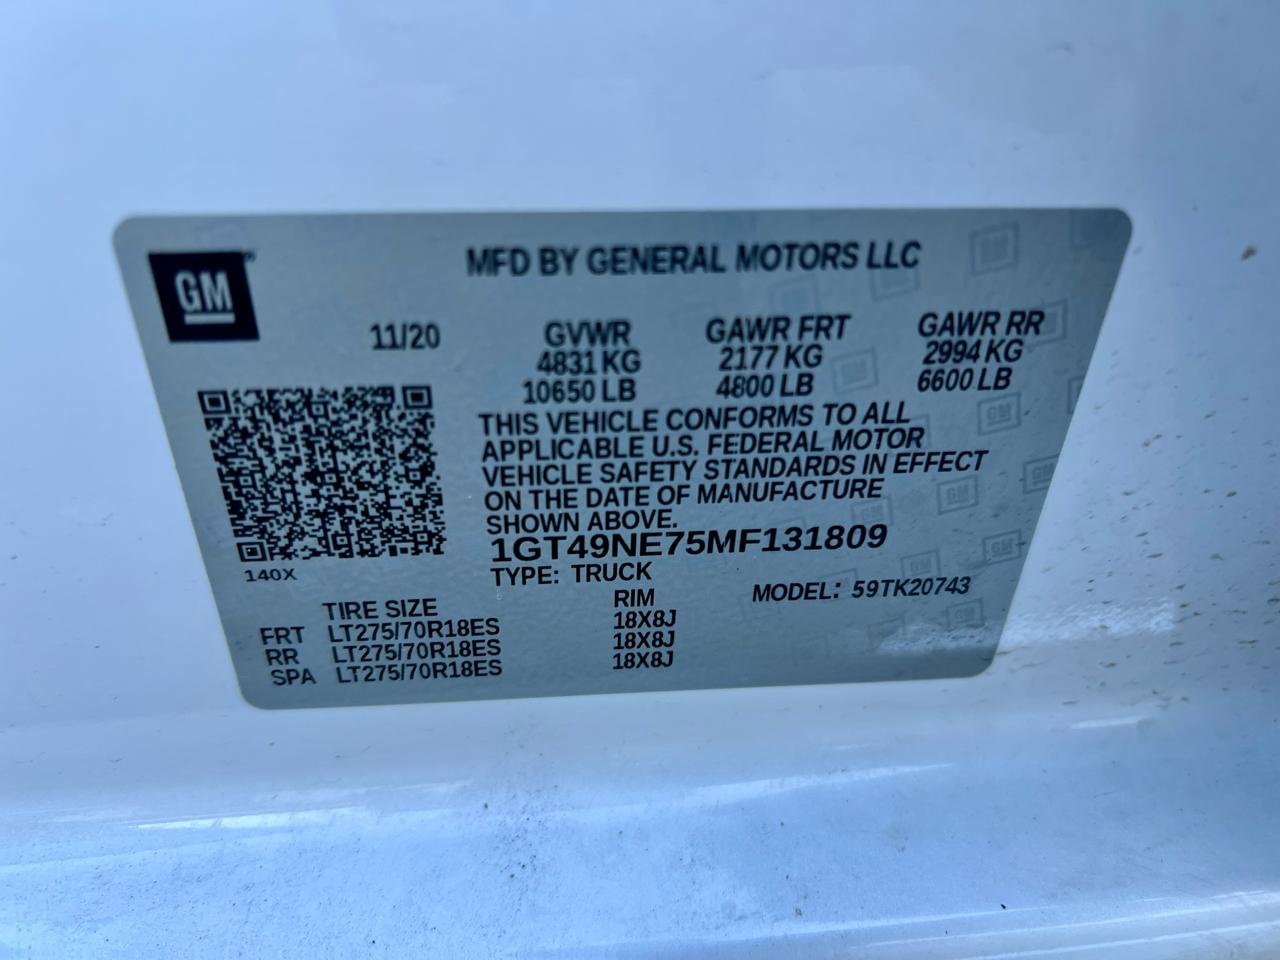 GM
MFD BY GENERAL MOTORS LLC
11/20
GVWR GAWR FRT GAWR RR
4831 KG 2177 KG 2994 KG
10650 LB 4800 LB 6600 LB
THIS VEHICLE CONFORMS TO ALL
APPLICABLE U.S. FEDERAL MOTOR
VEHICLE SAFETY STANDARDS IN EFFECT
ON THE DATE OF MANUFACTURE
SHOWN ABOVE.
1GT49NE75MF131809
140X
TYPE: TRUCK MODEL: 59TK20743
TIRE SIZE RIM
FRT LT275/70R18ES 18X8J
RR LT275/70R18ES 18X8J
SPA LT275/70R18ES 18X8J